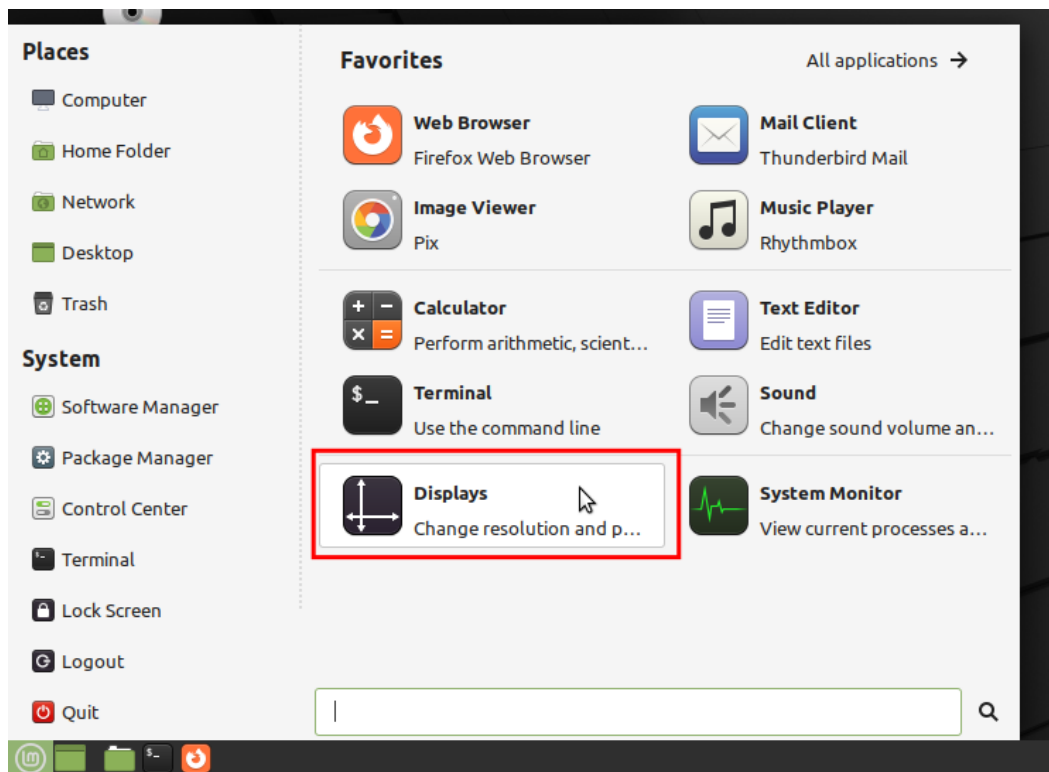 Places
Computer
Home Folder
Network
Desktop
Trash
System
Software Manager
Package Manager
Control Center
Terminal
Lock Screen
Logout
Quit
Favorites
All applications →
Web Browser
Firefox Web Browser
Mail Client
Thunderbird Mail
Image Viewer
Pix
Music Player
Rhythmbox
Calculator
Perform arithmetic, scient...
Text Editor
Edit text files
$_
Terminal
Use the command line
Sound
Change sound volume an...
Displays
Change resolution and p...
System Monitor
View current processes a...